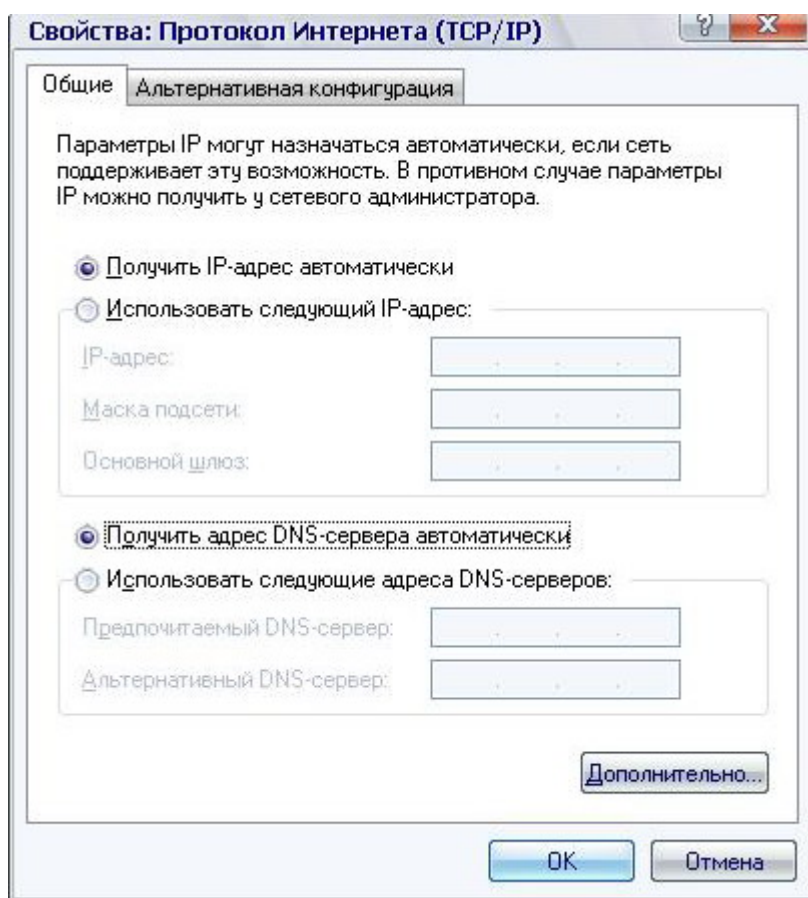 Свойства: Протокол Интернета (TCP/IP)
?
X
Общие
Альтернативная конфигурация
Параметры IP могут назначаться автоматически, если сеть
поддерживает эту возможность. В противном случае параметры
IP можно получить у сетевого администратора.
Получить IP-адрес автоматически
Использовать следующий IP-адрес:
IP-адрес:
Маска подсети:
Основной шлюз:
Получить адрес DNS-сервера автоматически
Использовать следующие адреса DNS-серверов:
Предпочитаемый DNS-сервер:
Альтернативный DNS-сервер:
Дополнительно...
ОК
Отмена